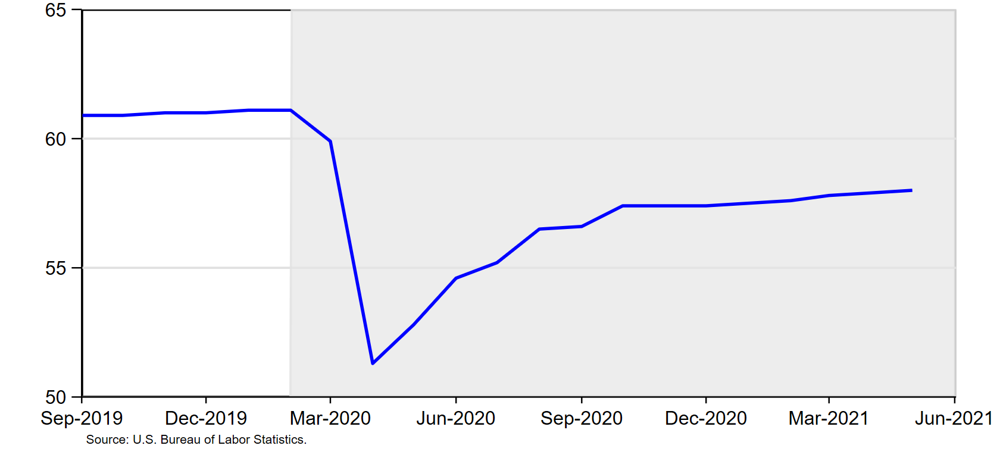 65
60
55
50
Sep-2019 Dec-2019 Mar-2020 Jun-2020 Sep-2020 Dec-2020 Mar-2021 Jun-2021
Source: U.S. Bureau of Labor Statistics.